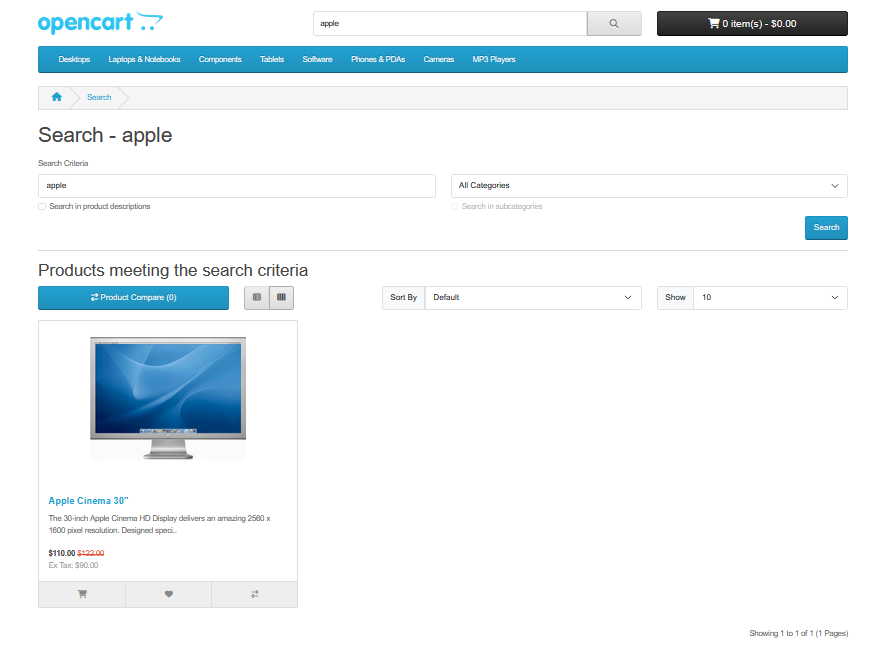 opencart
apple
0 item(s) - $0.00
Desktops Laptops & Notebooks Components Tablets Software Phones & PDAs Cameras MP3 Players
Search
Search - apple
Search Criteria
apple
All Categories
Search in product descriptions
Search in subcategories
Search
Products meeting the search criteria
Product Compare (0)
Sort By Default
Show 10
Apple Cinema 30"
The 30-inch Apple Cinema HD Display delivers an amazing 2560 x
1600 pixel resolution. Designed speci..
$110.00 $122.00
Ex Tax: $90.00
Showing 1 to 1 of 1 (1 Pages)